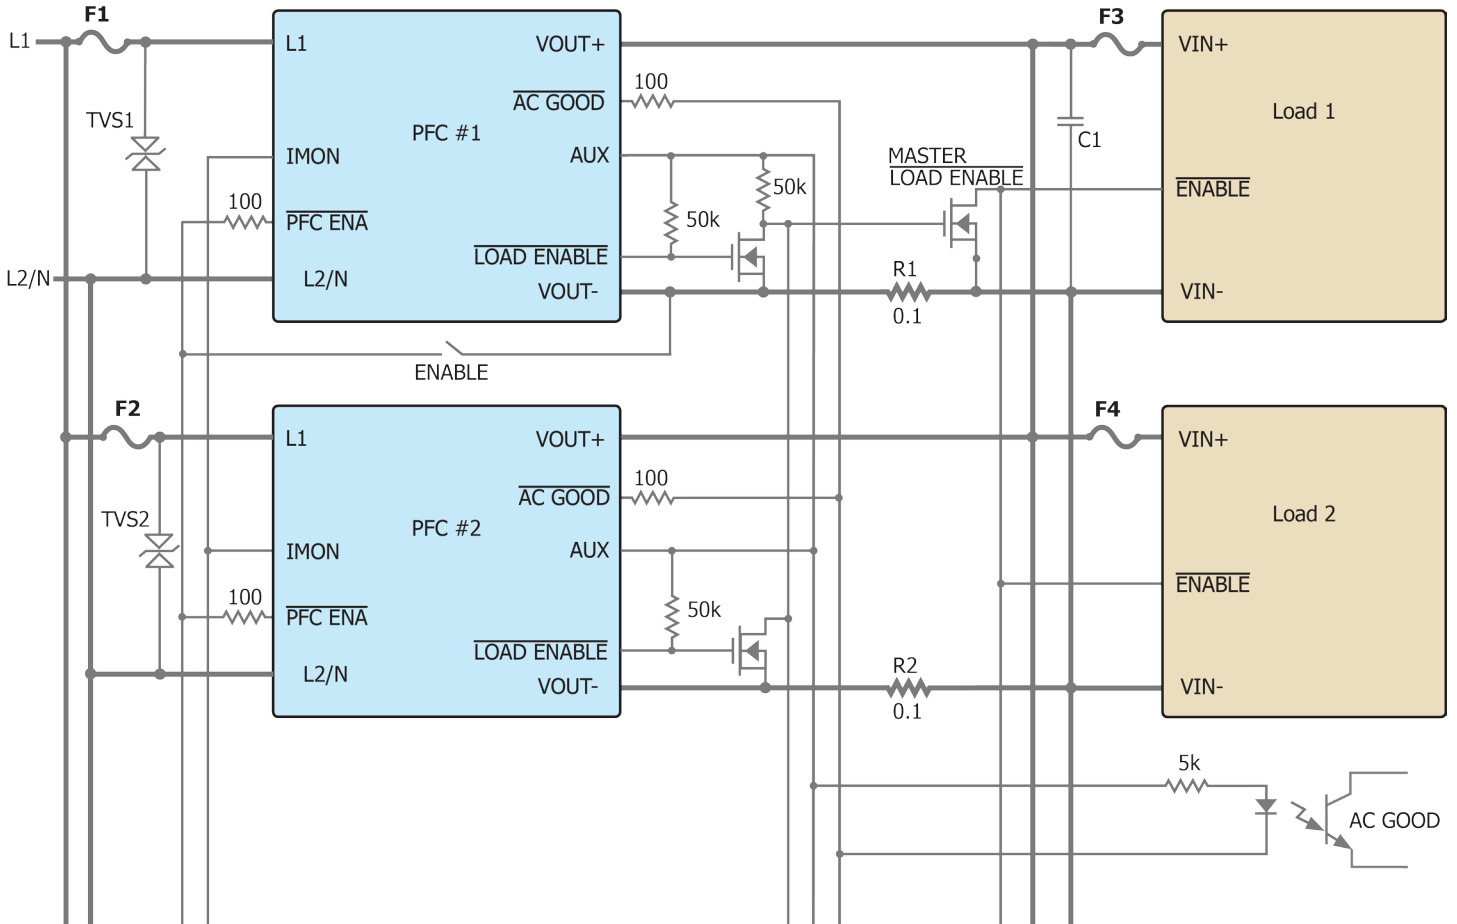 F1
F3
L1
L1
VOUT+
VIN+
100
AC GOOD
TVS1
PFC #1
Load 1
C1
IMON
AUX
MASTER
LOAD ENABLE
50k
ENABLE
100
PFC ENA
50k
LOAD ENABLE
L2/N
L2/N
VOUT-
R1
0.1
VIN-
ENABLE
F2
F4
L1
VOUT+
VIN+
100
AC GOOD
TVS2
PFC #2
Load 2
IMON
AUX
ENABLE
100
PFC ENA
50k
LOAD ENABLE
L2/N
VOUT-
R2
0.1
VIN-
5k
AC GOOD